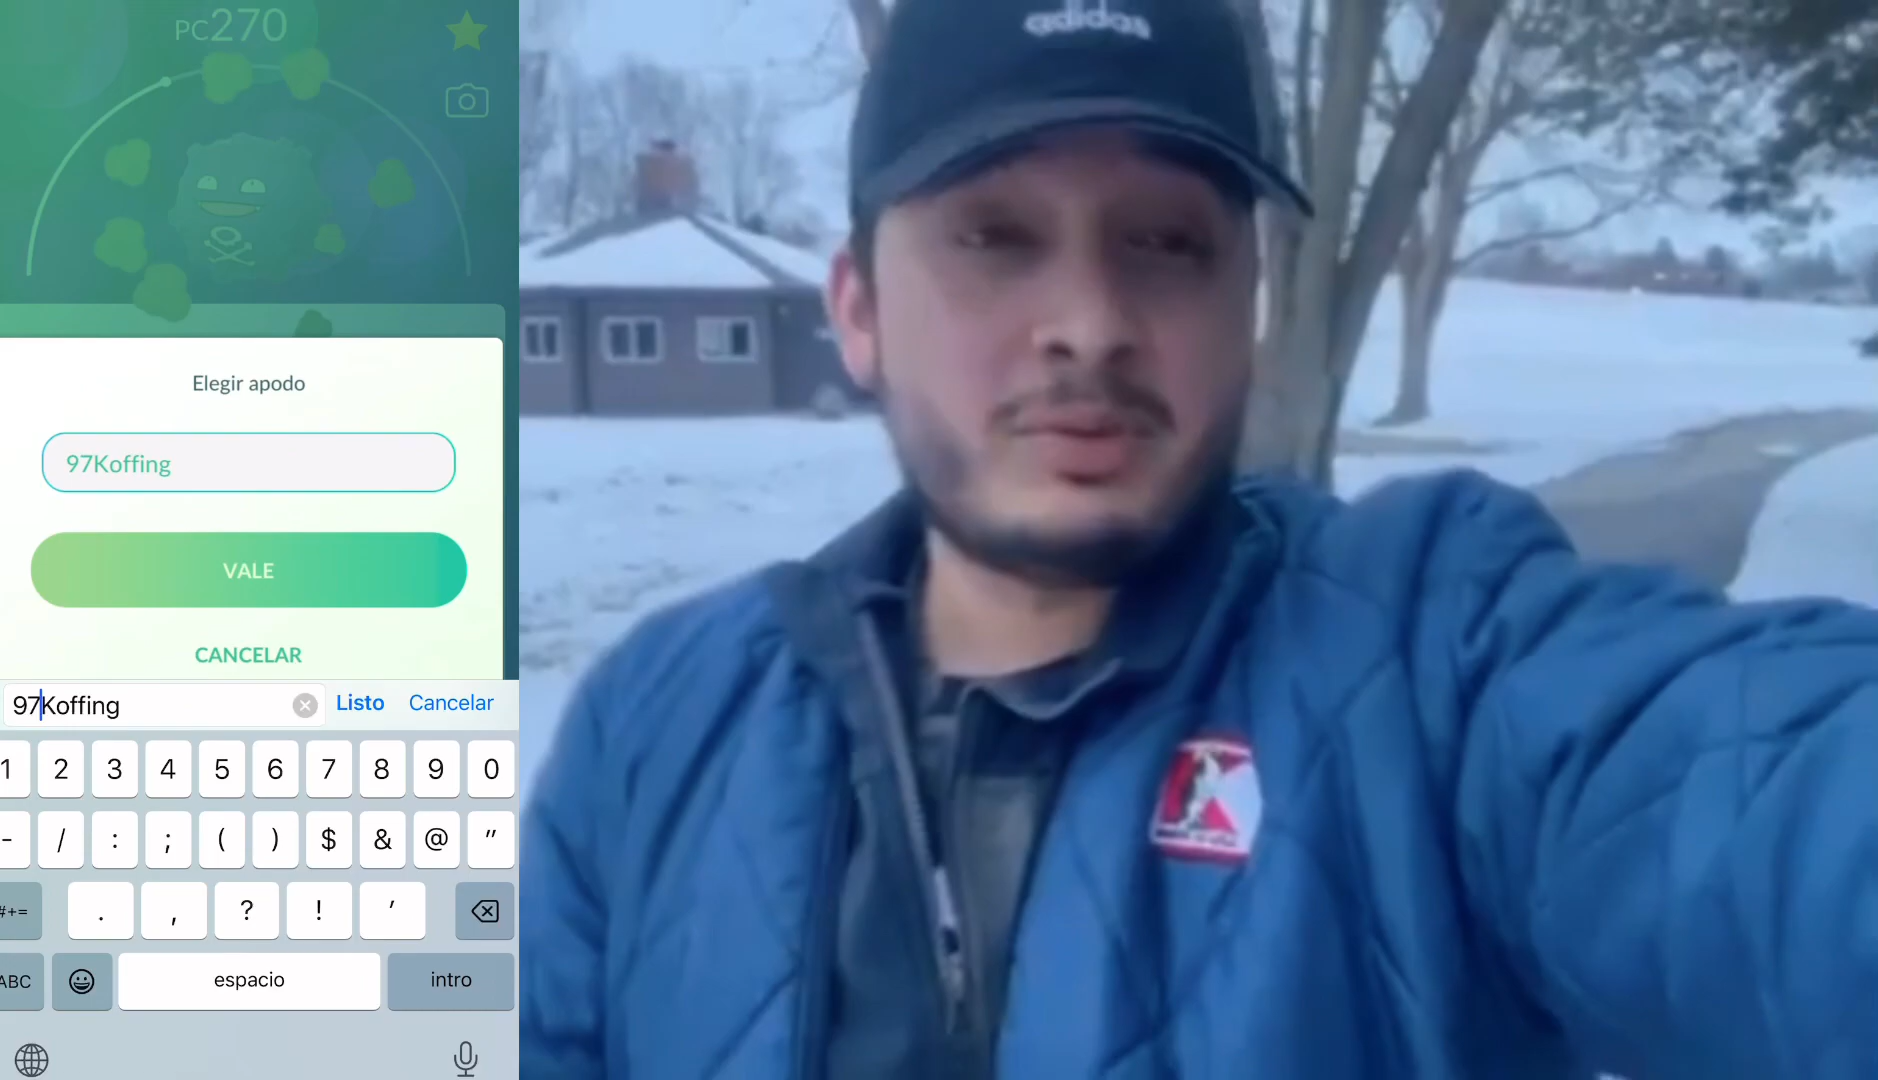 PC270
Elegir apodo
97Koffing
VALE
CANCELAR
97Koffing Listo Cancelar
1 2 3 4 5 6 7 8 9 0
- / : ; ( ) $ & @ "
#+= . , ? ! '
ABC espacio intro
adidas
K